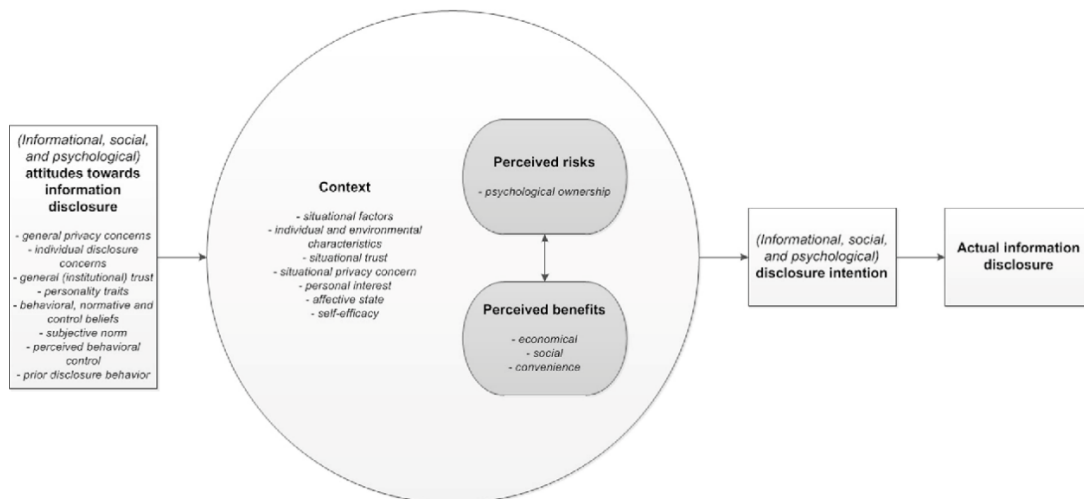 (Informational, social,
and psychological)
attitudes towards
information
disclosure
- general privacy concerns
- individual disclosure
concerns
- general (institutional) trust
- personality traits
- behavioral, normative and
control beliefs
- subjective norm
- perceived behavioral
control
- prior disclosure behavior
Context
- situational factors
- individual and environmental
characteristics
- situational trust
- situational privacy concern
- personal interest
- affective state
- self-efficacy
Perceived risks
- psychological ownership
Perceived benefits
- economical
- social
- convenience
(Informational, social,
and psychological)
disclosure intention
Actual information
disclosure